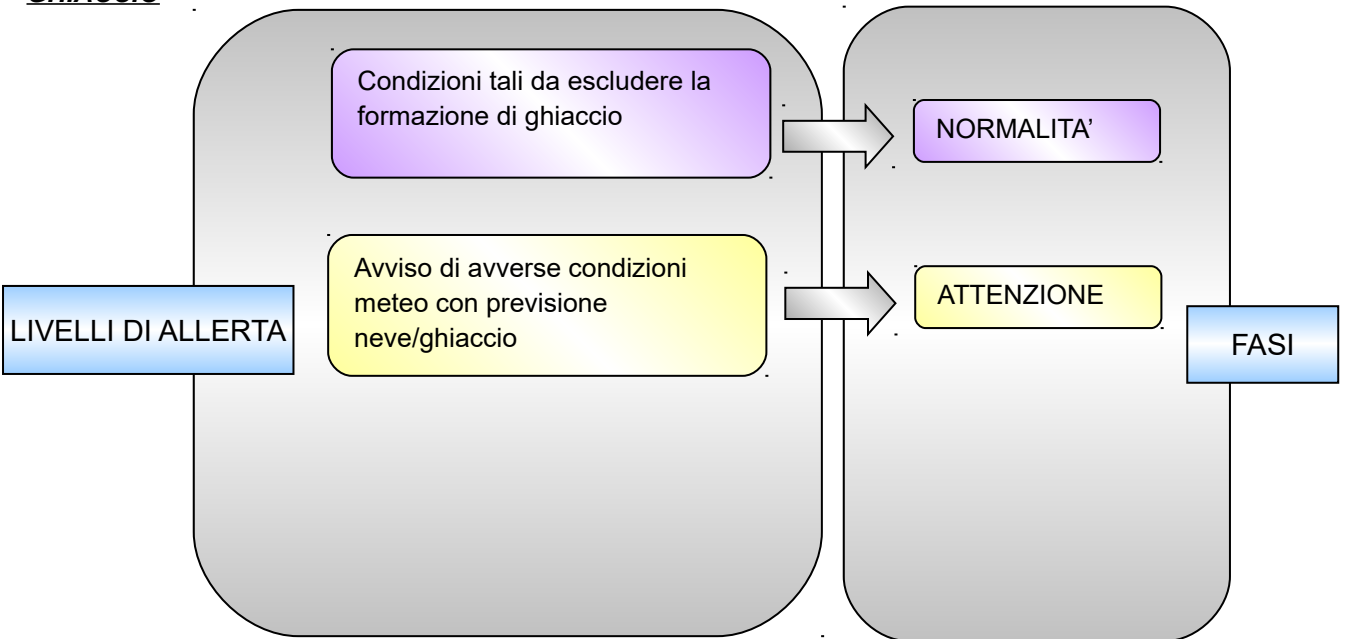 GHIACCIO
Condizioni tali da escludere la
formazione di ghiaccio
NORMALITA’
Avviso di avverse condizioni
meteo con previsione
neve/ghiaccio
ATTENZIONE
LIVELLI DI ALLERTA
FASI